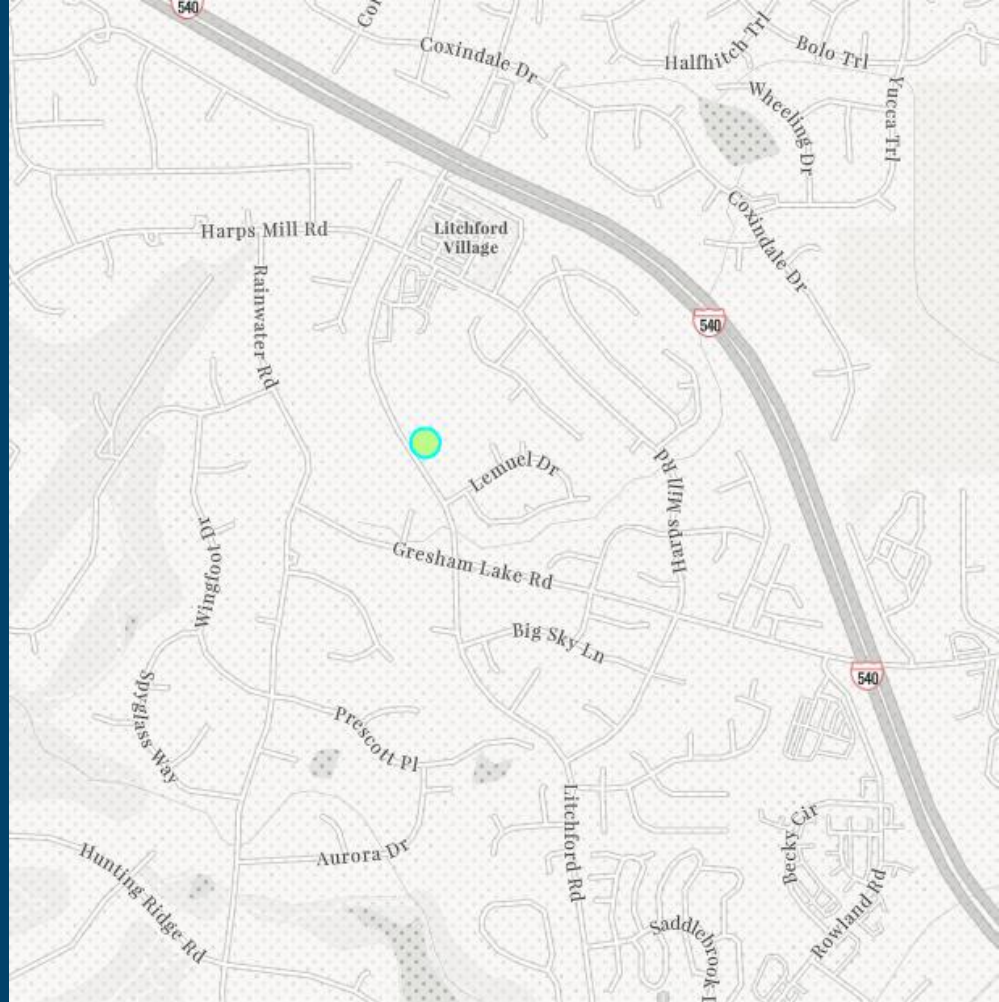 540
Coxindale Dr
Halfhitch Trl
Bolo Trl
Wheeling Dr
Yucca Trl
Coxindale Dr
Harps Mill Rd
Litchford
Village
Rainwater Rd
540
Lemuel Dr
Harps Mill Rd
Wingfoot Dr
Gresham Lake Rd
Big Sky Ln
540
Spyglass Way
Prescott Pl
Litchford Rd
Becky Cir
Aurora Dr
Hunting Ridge Rd
Rowland Rd
Saddlebrook